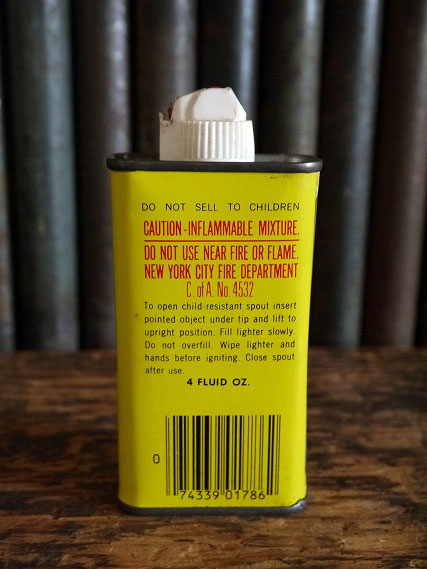 DO NOT SELL TO CHILDREN
CAUTION-INFLAMMABLE MIXTURE.
DO NOT USE NEAR FIRE OR FLAME.
NEW YORK CITY FIRE DEPARTMENT
C. of A. No. 4532
To open child-resistant spout insert
pointed object under tip and lift to
upright position. Fill lighter slowly.
Do not overfill. Wipe lighter and
hands before igniting. Close spout
after use.
4 FLUID OZ.
0 74339 01786